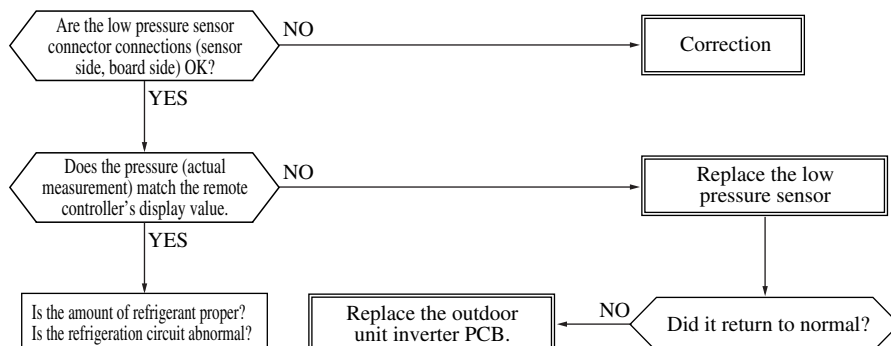 Are the low pressure sensor
connector connections (sensor
side, board side) OK?
NO
Correction
YES
Does the pressure (actual
measurement) match the remote
controller's display value.
NO
Replace the low
pressure sensor
YES
Is the amount of refrigerant proper?
Is the refrigeration circuit abnormal?
Replace the outdoor
unit inverter PCB.
NO
Did it return to normal?